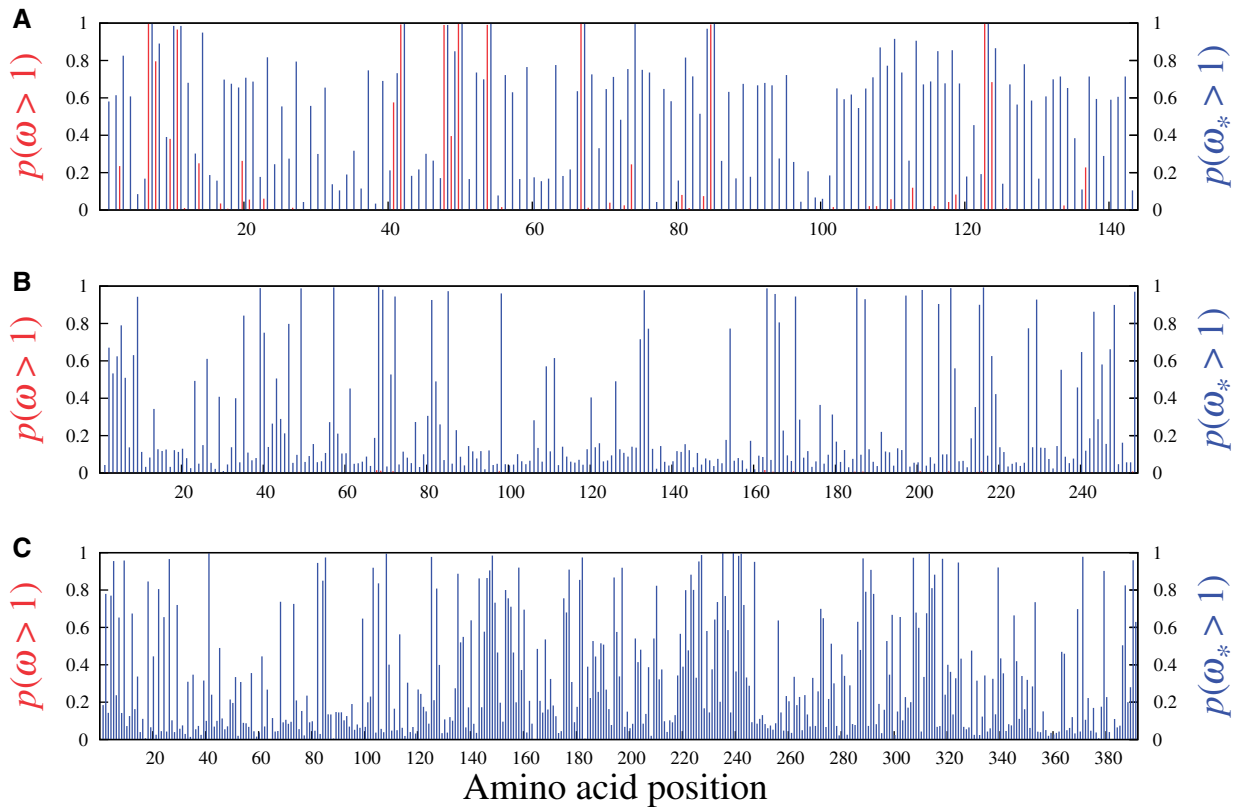 A
1 0.8 0.6 0.4 0.2 0
p(ω > 1)
1 0.8 0.6 0.4 0.2 0
p(ω* > 1)
20 40 60 80 100 120 140
B
1 0.8 0.6 0.4 0.2 0
p(ω > 1)
1 0.8 0.6 0.4 0.2 0
p(ω* > 1)
20 40 60 80 100 120 140 160 180 200 220 240
C
1 0.8 0.6 0.4 0.2 0
p(ω > 1)
1 0.8 0.6 0.4 0.2 0
p(ω* > 1)
20 40 60 80 100 120 140 160 180 200 220 240 260 280 300 320 340 360 380
Amino acid position